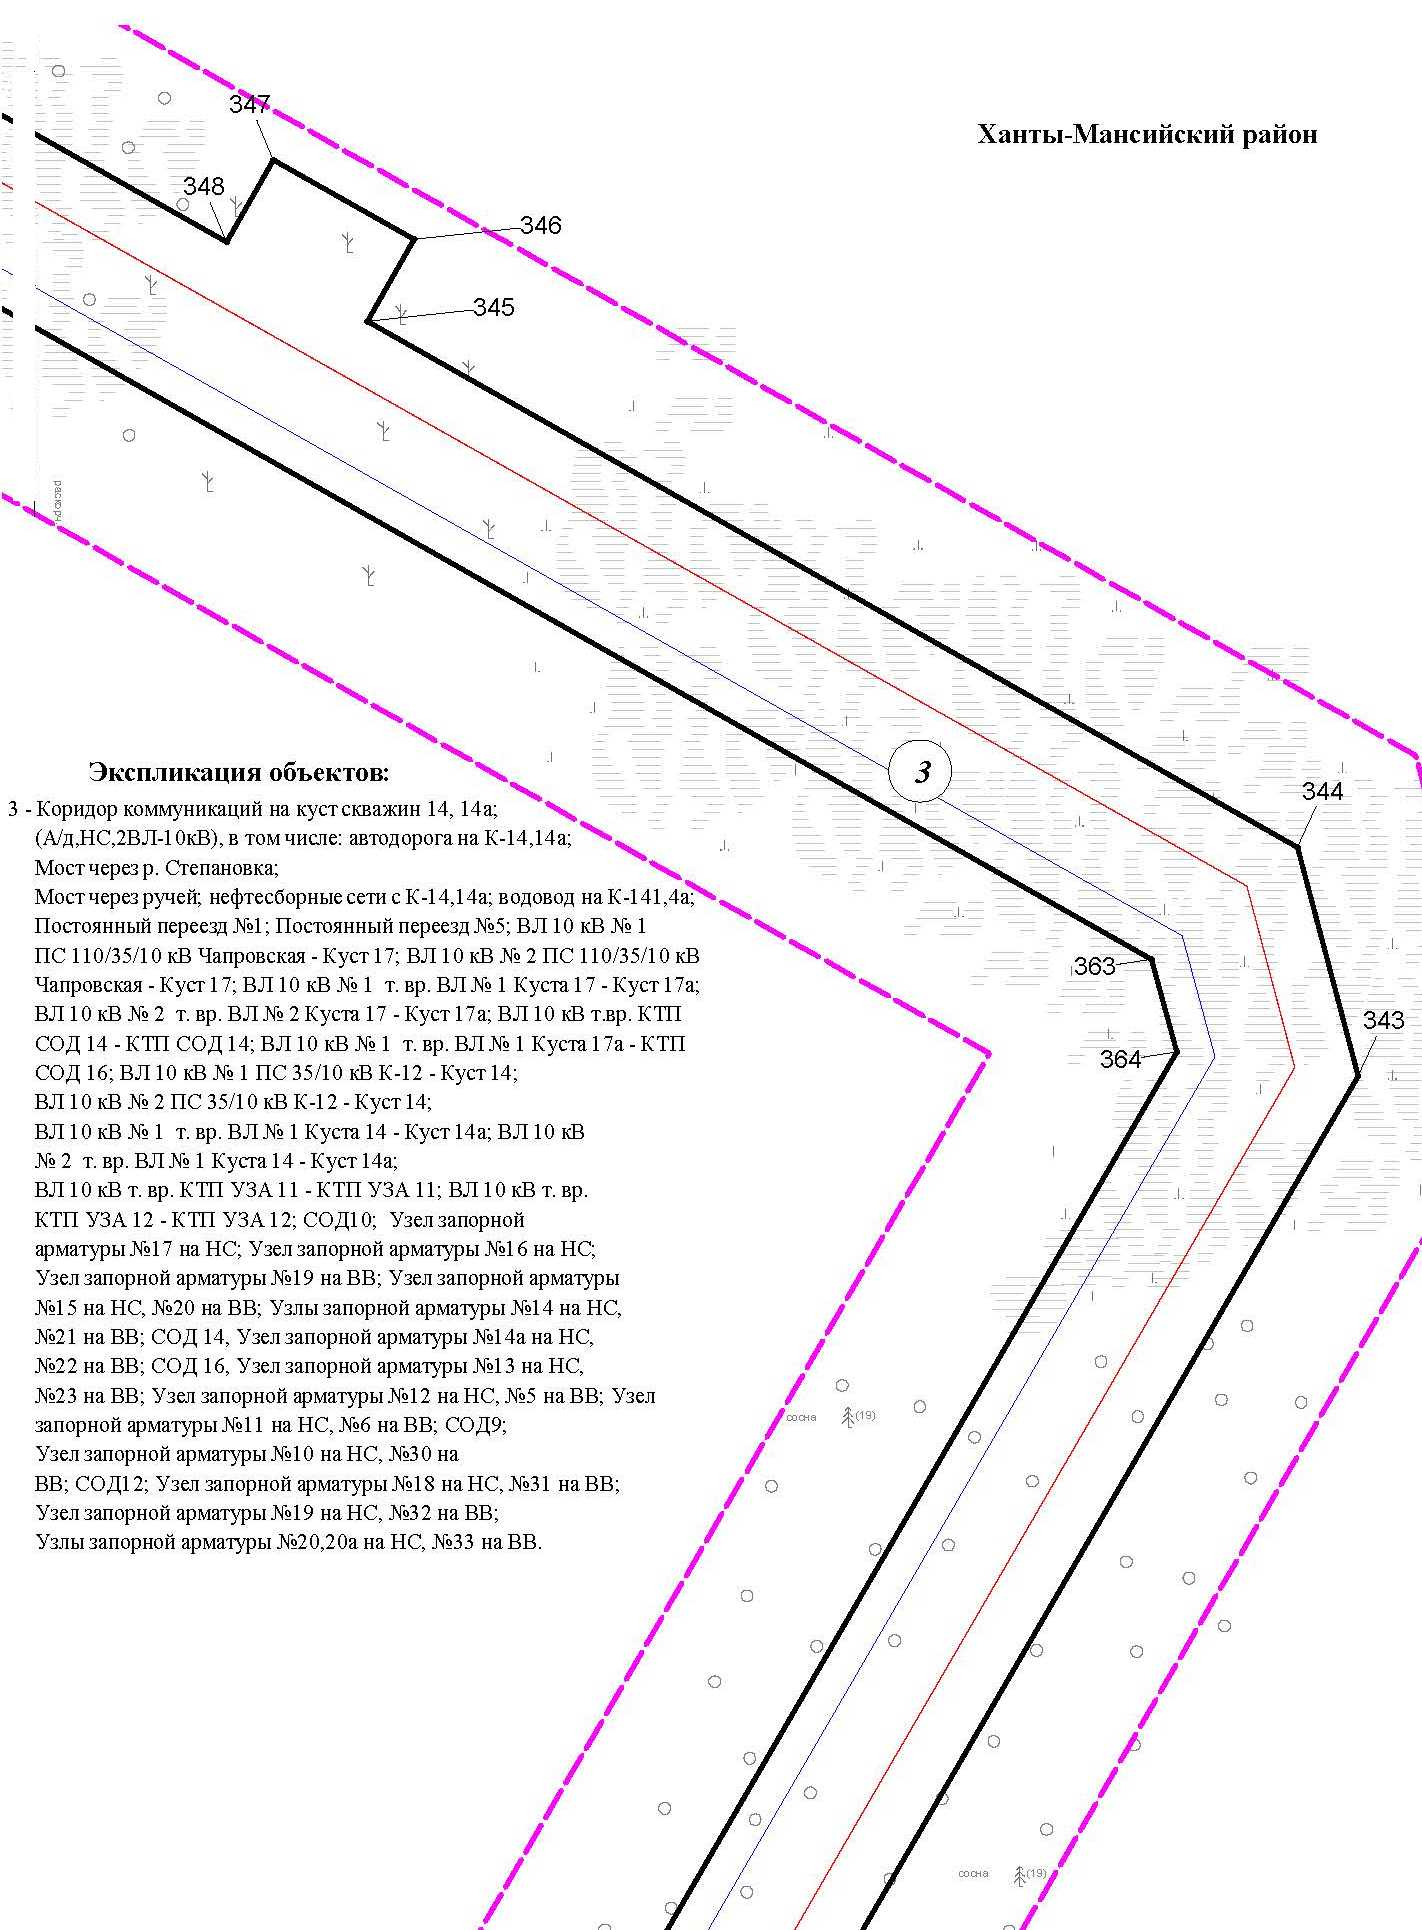 347
Ханты-Мансийский район
348
346
345
раскорч
3
Экспликация объектов:
344
3 - Коридор коммуникаций на куст скважин 14, 14а;
(А/д,НС,2ВЛ-10кВ), в том числе: автодорога на К-14,14а;
Мост через р. Степановка;
Мост через ручей; нефтесборные сети с К-14,14а; водовод на К-141,4а;
Постоянный переезд №1; Постоянный переезд №5; ВЛ 10 кВ № 1
ПС 110/35/10 кВ Чапровская - Куст 17; ВЛ 10 кВ № 2 ПС 110/35/10 кВ
363
Чапровская - Куст 17; ВЛ 10 кВ № 1 т. вр. ВЛ № 1 Куста 17 - Куст 17а;
ВЛ 10 кВ № 2 т. вр. ВЛ № 2 Куста 17 - Куст 17а; ВЛ 10 кВ т.вр. КТП
343
СОД 14 - КТП СОД 14; ВЛ 10 кВ № 1 т. вр. ВЛ № 1 Куста 17а - КТП
364
СОД 16; ВЛ 10 кВ № 1 ПС 35/10 кВ К-12 - Куст 14;
ВЛ 10 кВ № 2 ПС 35/10 кВ К-12 - Куст 14;
ВЛ 10 кВ № 1 т. вр. ВЛ № 1 Куста 14 - Куст 14а; ВЛ 10 кВ
№ 2 т. вр. ВЛ № 1 Куста 14 - Куст 14а;
ВЛ 10 кВ т. вр. КТП УЗА 11 - КТП УЗА 11; ВЛ 10 кВ т. вр.
КТП УЗА 12 - КТП УЗА 12; СОД10; Узел запорной
арматуры №17 на НС; Узел запорной арматуры №16 на НС;
Узел запорной арматуры №19 на ВВ; Узел запорной арматуры
№15 на НС, №20 на ВВ; Узлы запорной арматуры №14 на НС,
№21 на ВВ; СОД 14, Узел запорной арматуры №14а на НС,
№22 на ВВ; СОД 16, Узел запорной арматуры №13 на НС,
№23 на ВВ; Узел запорной арматуры №12 на НС, №5 на ВВ; Узел
запорной арматуры №11 на НС, №6 на ВВ; СОД9;
сосна (19)
Узел запорной арматуры №10 на НС, №30 на
ВВ; СОД12; Узел запорной арматуры №18 на НС, №31 на ВВ;
Узел запорной арматуры №19 на НС, №32 на ВВ;
Узлы запорной арматуры №20,20а на НС, №33 на ВВ.
сосна (19)